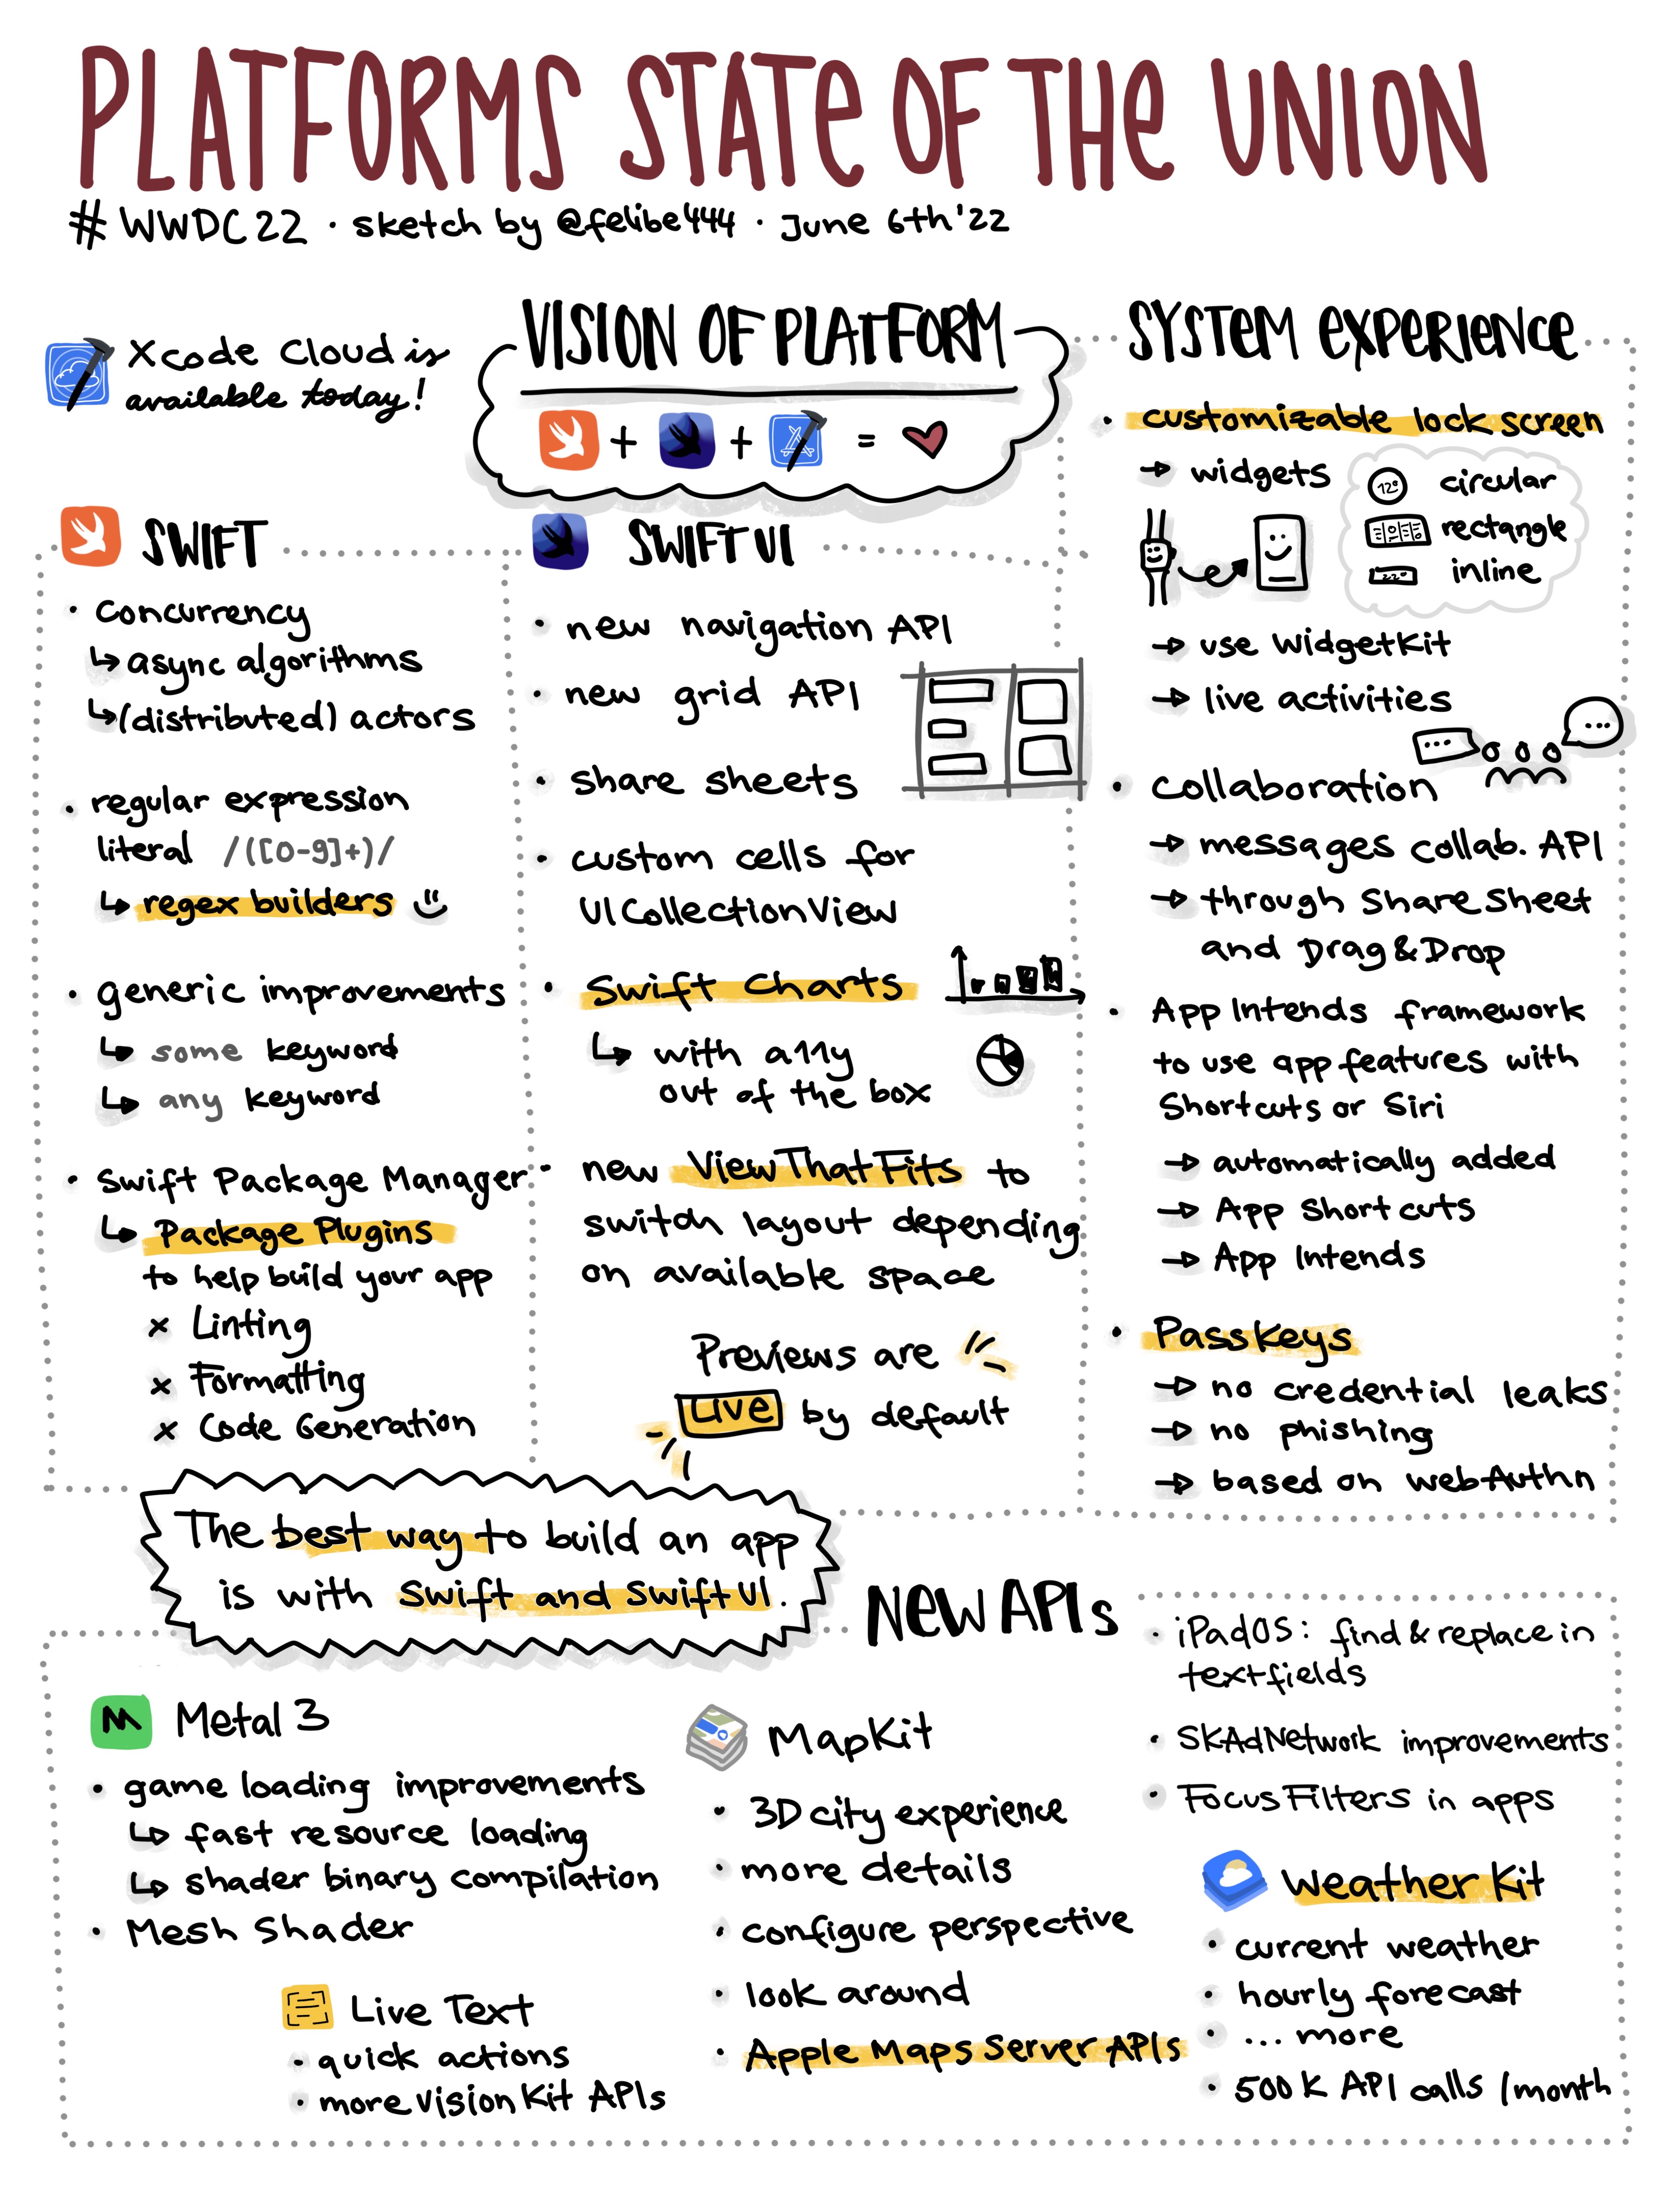 PLATFORMS STATE OF THE UNION
# WWDC22 · sketch by @felibe444 · June 6th '22
Xcode Cloud is
available today!
VISION OF PLATFORM
+ + =
SWIFT
· Concurrency
↳ async algorithms
↳ (distributed) actors
· regular expression
literal /([0-9]+)/
↳ regex builders
· generic improvements
↳ some keyword
↳ any keyword
· Swift Package Manager
↳ Package Plugins
to help build your app
x Linting
x Formatting
x Code Generation
SWIFT UI
· new navigation API
· new grid API
· share sheets
· custom cells for
UICollectionView
· Swift Charts
↳ with a11y
out of the box
· new ViewThatFits to
switch layout depending
on available space
Previews are
LIVE by default
SYSTEM EXPERIENCE
· customizable lock screen
→ widgets
12° circular
rectangle
inline
→ use WidgetKit
→ live activities
...
...
· Collaboration
→ messages collab. API
→ through Share Sheet
and Drag&Drop
· App Intends framework
to use app features with
Shortcuts or Siri
→ automatically added
→ App Shortcuts
→ App Intends
· PassKeys
→ no credential leaks
→ no phishing
→ based on webAuthn
The best way to build an app
is with Swift and SwiftUI.
NEW APIs
Metal 3
· game loading improvements
↳ fast resource loading
↳ shader binary compilation
· Mesh Shader
Live Text
· quick actions
· more vision Kit APIs
MapKit
· 3D city experience
· more details
· configure perspective
· look around
· Apple Maps Server APIs
· iPadOS: find & replace in
textfields
· SKAdNetwork improvements
· FocusFilters in apps
Weather Kit
· current weather
· hourly forecast
· ... more
· 500K API calls /month